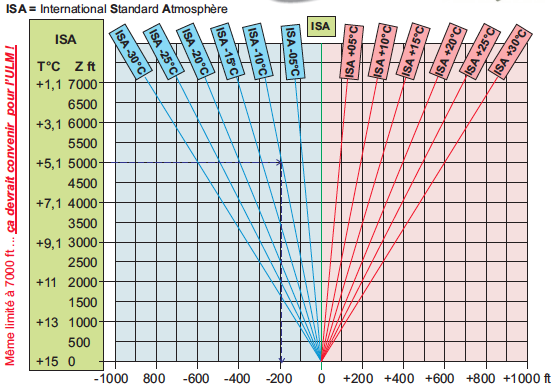 ISA = International Standard Atmosphère
ISA
ISA -30°C
ISA -25°C
ISA -20°C
ISA -15°C
ISA -10°C
ISA -05°C
ISA
ISA +05°C
ISA +10°C
ISA +15°C
ISA +20°C
ISA +25°C
ISA +30°C
T°C Z ft
+1,1 7000
6500
+3,1 6000
5500
+5,1 5000
4500
+7,1 4000
3500
+9,1 3000
2500
+11 2000
1500
+13 1000
500
+15 0
-1000 800 -600 -400 -200 0 +200 +400 +600 +800 +1000 ft
Même limité à 7000 ft ... ça devrait convenir pour l'ULM !